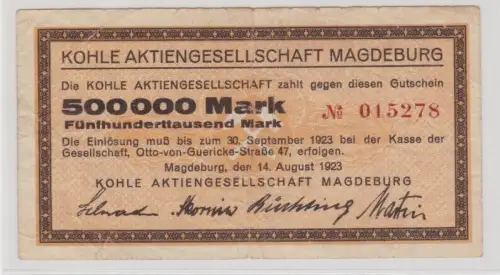 KOHLE AKTIENGESELLSCHAFT MAGDEBURG
Die KOHLE AKTIENGESELLSCHAFT zahlt gegen diesen Gutschein
500000 Mark № 015278
Fünfhunderttausend Mark
Die Einlösung muß bis zum 30. September 1923 bei der Kasse der
Gesellschaft, Otto-von-Guericke-Straße 47, erfolgen.
Magdeburg, den 14. August 1923
KOHLE AKTIENGESELLSCHAFT MAGDEBURG